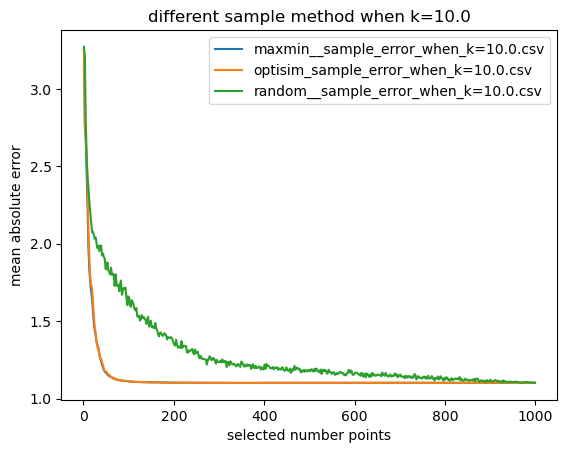 different sample method when k=10.0
maxmin__sample_error_when_k=10.0.csv
optisim_sample_error_when_k=10.0.csv
random__sample_error_when_k=10.0.csv
mean absolute error
3.0
2.5
2.0
1.5
1.0
0 200 400 600 800 1000
selected number points